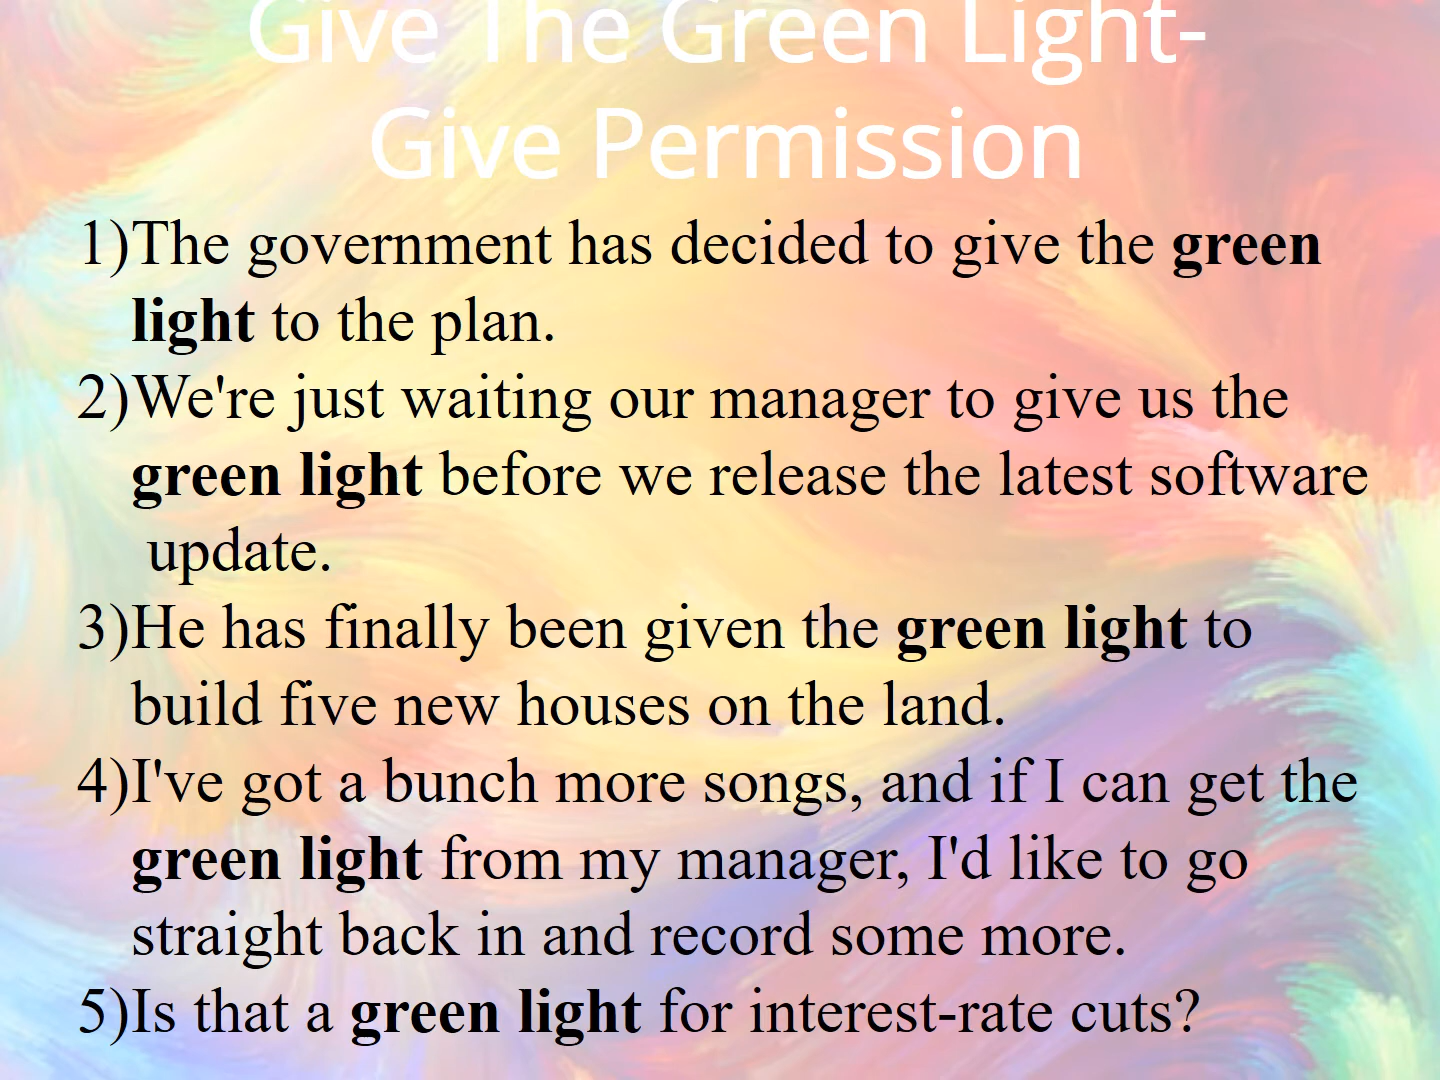 Give The Green Light-
Give Permission
1)The government has decided to give the green
light to the plan.
2)We're just waiting our manager to give us the
green light before we release the latest software
update.
3)He has finally been given the green light to
build five new houses on the land.
4)I've got a bunch more songs, and if I can get the
green light from my manager, I'd like to go
straight back in and record some more.
5)Is that a green light for interest-rate cuts?